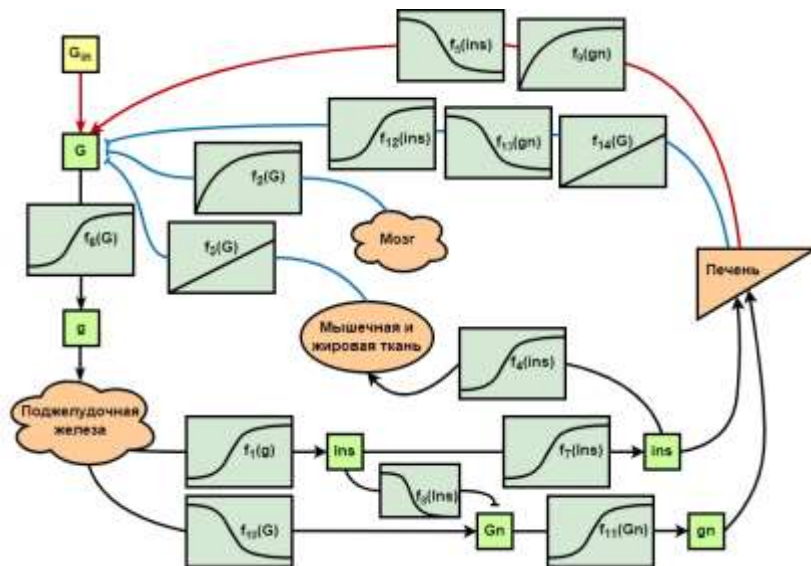 G_in
f₅(ins)
f₉(gn)
G
f₁₂(ins)
f₁₃(gn)
f₁₄(G)
f₂(G)
f₆(G)
f₃(G)
Мозг
Печень
g
Мышечная и
жировая ткань
f₄(ins)
Поджелудочная
железа
f₁(g)
Ins
f₇(Ins)
ins
f₈(Ins)
f₁₀(G)
Gn
f₁₁(Gn)
gn